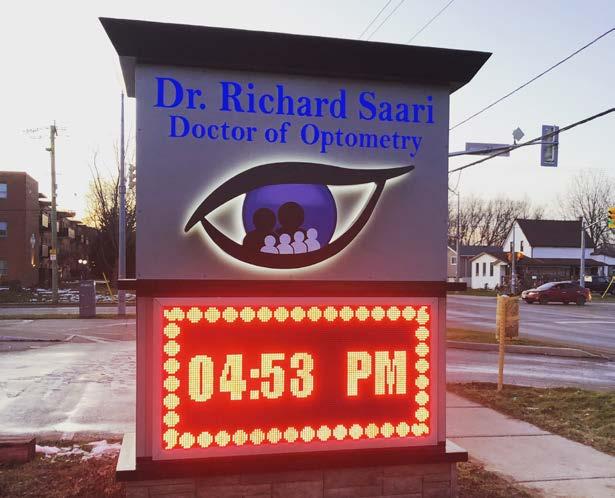 Dr. Richard Saari
Doctor of Optometry
04:53 PM